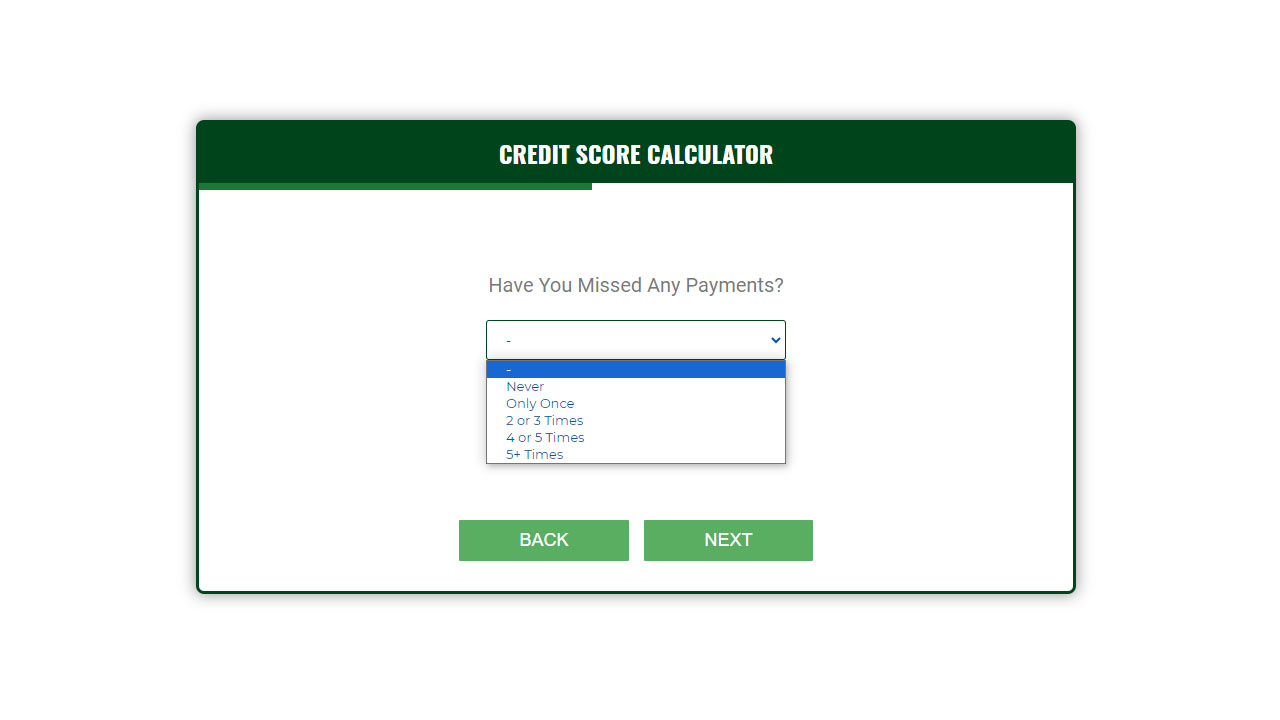 CREDIT SCORE CALCULATOR
Have You Missed Any Payments?
-
-
Never
Only Once
2 or 3 Times
4 or 5 Times
5+ Times
BACK NEXT